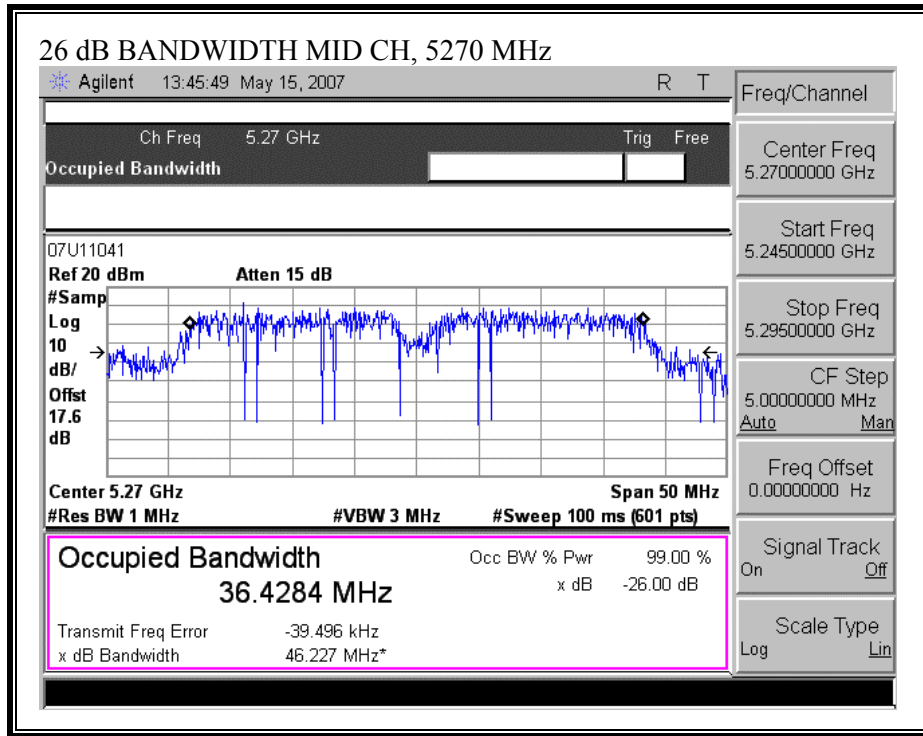 26 dB BANDWIDTH MID CH, 5270 MHz
Agilent 13:45:49 May 15, 2007 R T
Freq/Channel
Ch Freq 5.27 GHz Trig Free
Occupied Bandwidth
Center Freq
5.27000000 GHz
Start Freq
5.24500000 GHz
Stop Freq
5.29500000 GHz
CF Step
5.00000000 MHz
Auto Man
Freq Offset
0.00000000 Hz
Signal Track
On Off
Scale Type
Log Lin
07U11041
Ref 20 dBm Atten 15 dB
#Samp
Log
10
dB/
Offst
17.6
dB
Center 5.27 GHz Span 50 MHz
#Res BW 1 MHz #VBW 3 MHz #Sweep 100 ms (601 pts)
Occupied Bandwidth
36.4284 MHz
Occ BW % Pwr 99.00 %
x dB -26.00 dB
Transmit Freq Error -39.496 kHz
x dB Bandwidth 46.227 MHz*